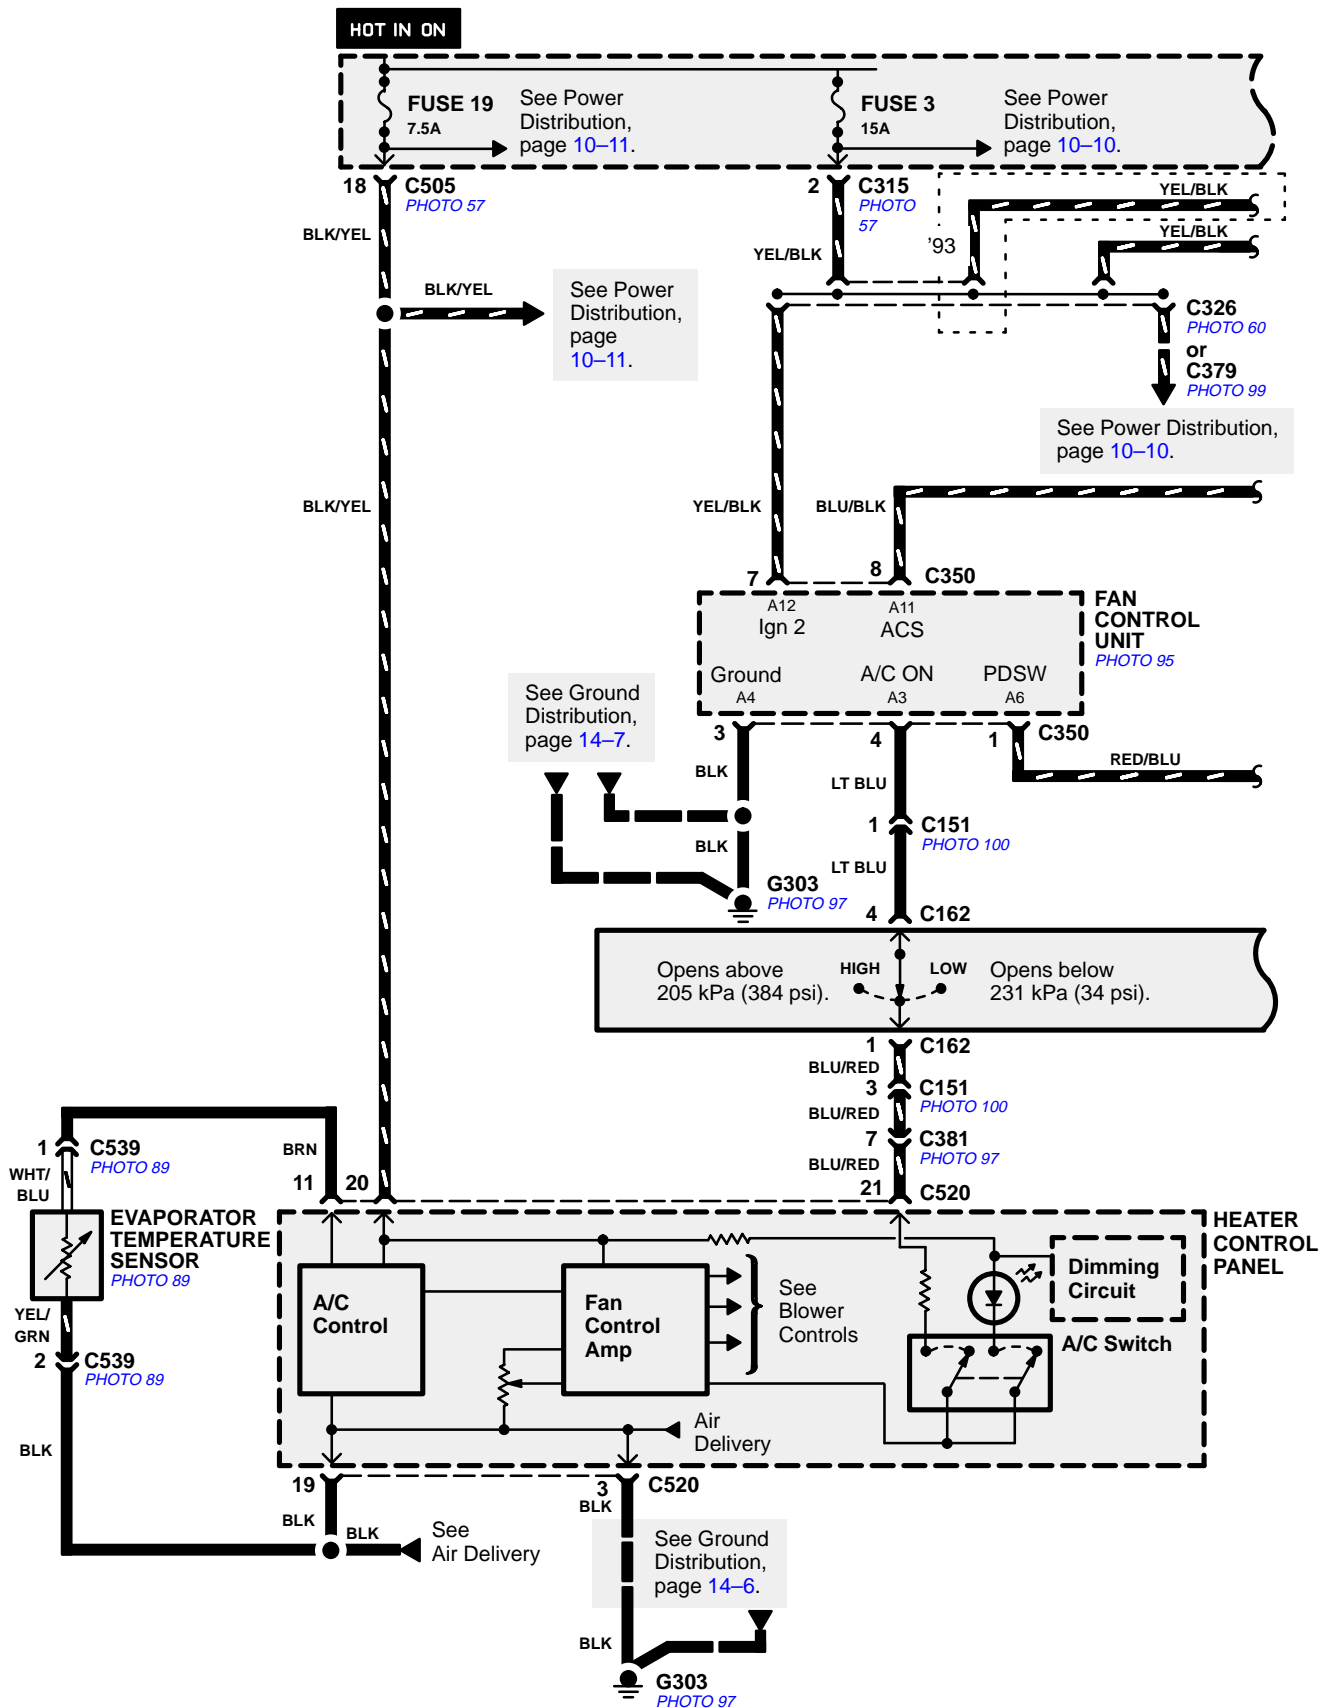 HOT IN ON
FUSE 19
7.5A
See Power
Distribution,
page 10–11.
FUSE 3
15A
See Power
Distribution,
page 10–10.
18
C505
PHOTO 57
2
C315
PHOTO
57
YEL/BLK
BLK/YEL
YEL/BLK
'93
YEL/BLK
BLK/YEL
See Power
Distribution,
page
10–11.
C326
PHOTO 60
or
C379
PHOTO 99
See Power Distribution,
page 10–10.
BLK/YEL
YEL/BLK
BLU/BLK
7
8
C350
A12
Ign 2
A11
ACS
FAN
CONTROL
UNIT
PHOTO 95
Ground
A4
A/C ON
A3
PDSW
A6
See Ground
Distribution,
page 14–7.
3
4
1
C350
BLK
LT BLU
RED/BLU
1
C151
PHOTO 100
BLK
LT BLU
G303
PHOTO 97
4
C162
Opens above
205 kPa (384 psi).
HIGH
LOW
Opens below
231 kPa (34 psi).
1
C162
BLU/RED
3
C151
PHOTO 100
BLU/RED
7
C381
PHOTO 97
BLU/RED
1
C539
PHOTO 89
BRN
WHT/
BLU
11
20
21
C520
EVAPORATOR
TEMPERATURE
SENSOR
PHOTO 89
HEATER
CONTROL
PANEL
A/C
Control
Fan
Control
Amp
See
Blower
Controls
Dimming
Circuit
A/C Switch
YEL/
GRN
2
C539
PHOTO 89
Air
Delivery
BLK
19
3
C520
BLK
BLK
BLK
See
Air Delivery
See Ground
Distribution,
page 14–6.
BLK
G303
PHOTO 97